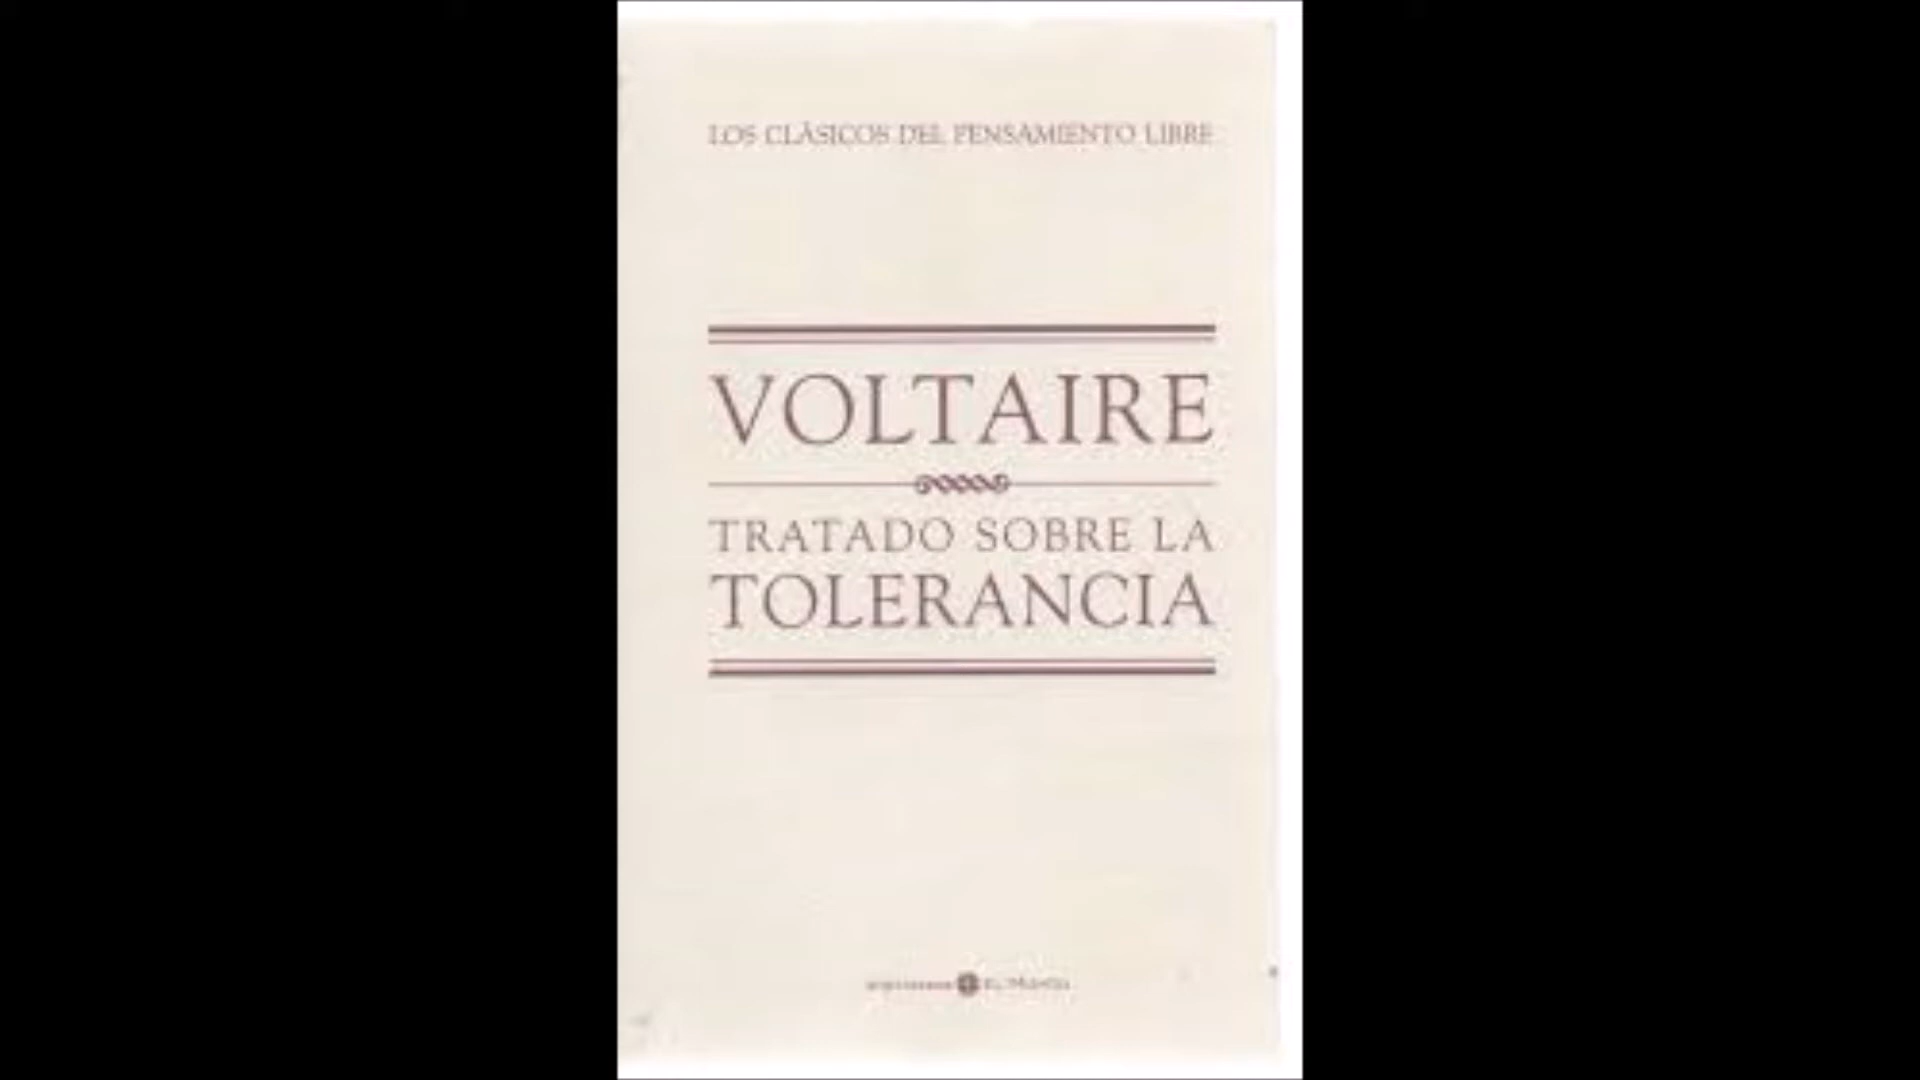 LOS CLÁSICOS DEL PENSAMIENTO LIBRE
VOLTAIRE
TRATADO SOBRE LA
TOLERANCIA